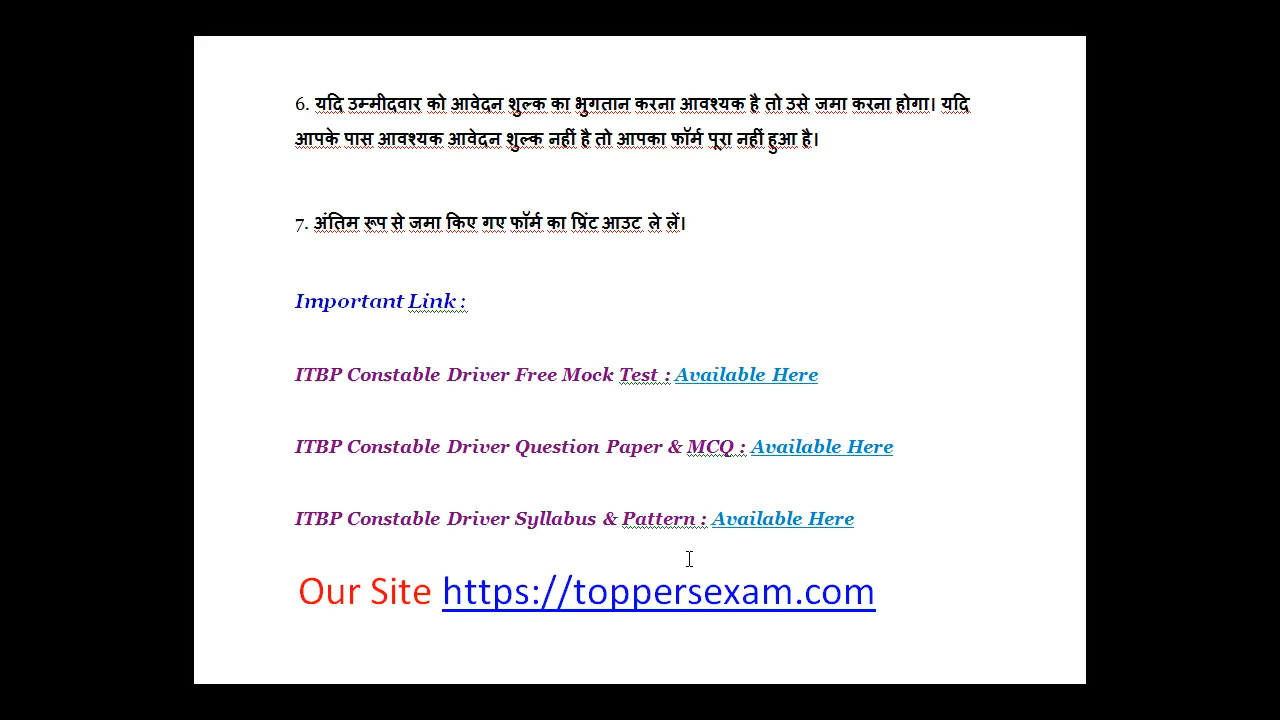 6. यदि उम्मीदवार को आवेदन शुल्क का भुगतान करना आवश्यक है तो उसे जमा करना होगा। यदि
आपके पास आवश्यक आवेदन शुल्क नहीं है तो आपका फॉर्म पूरा नहीं हुआ है।
7. अंतिम रूप से जमा किए गए फॉर्म का प्रिंट आउट ले लें।
Important Link :
ITBP Constable Driver Free Mock Test : Available Here
ITBP Constable Driver Question Paper & MCQ : Available Here
ITBP Constable Driver Syllabus & Pattern : Available Here
Our Site https://toppersexam.com